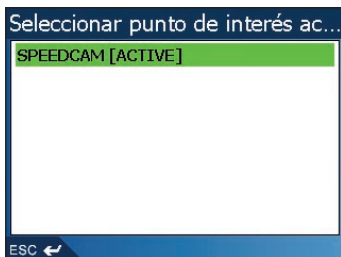 Seleccionar punto de interés ac...
SPEEDCAM [ACTIVE]
ESC